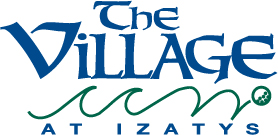 The
Village
AT IZATYS